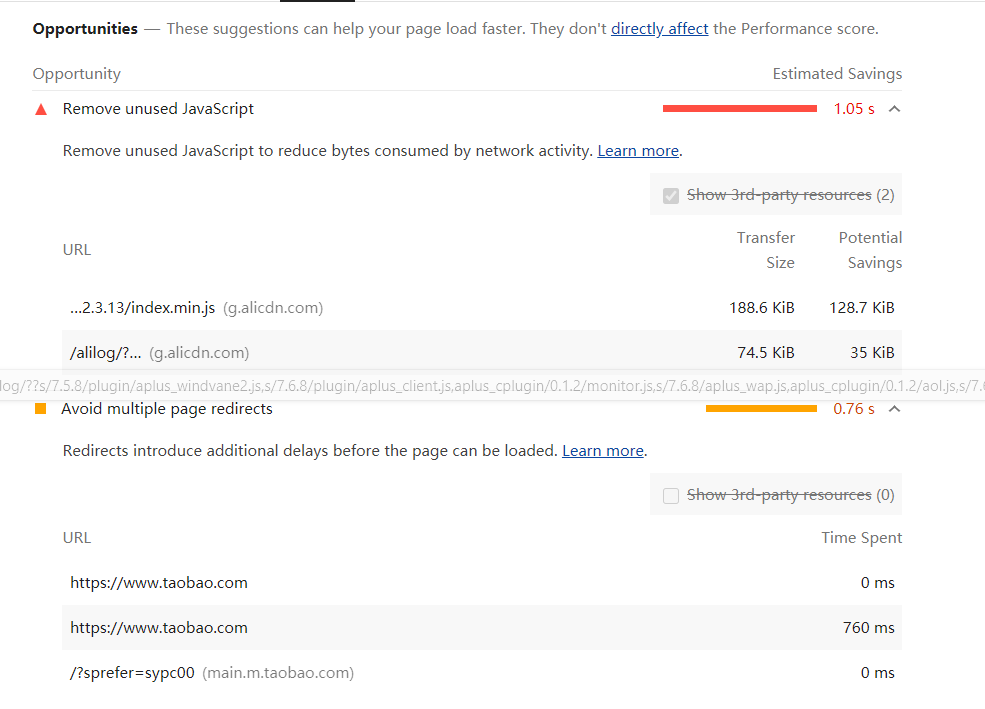 Opportunities — These suggestions can help your page load faster. They don't directly affect the Performance score.
Opportunity Estimated Savings
Remove unused JavaScript 1.05 s
Remove unused JavaScript to reduce bytes consumed by network activity. Learn more.
Show 3rd-party resources (2)
URL Transfer Size Potential Savings
...2.3.13/index.min.js (g.alicdn.com) 188.6 KiB 128.7 KiB
/alilog/?... (g.alicdn.com) 74.5 KiB 35 KiB
log/??s/7.5.8/plugin/aplus_windvane2.js,s/7.6.8/plugin/aplus_client.js,aplus_cplugin/0.1.2/monitor.js,s/7.6.8/aplus_wap.js,aplus_cplugin/0.1.2/aol.js,s/7.6
Avoid multiple page redirects 0.76 s
Redirects introduce additional delays before the page can be loaded. Learn more.
Show 3rd-party resources (0)
URL Time Spent
https://www.taobao.com 0 ms
https://www.taobao.com 760 ms
/?sprefer=sypc00 (main.m.taobao.com) 0 ms